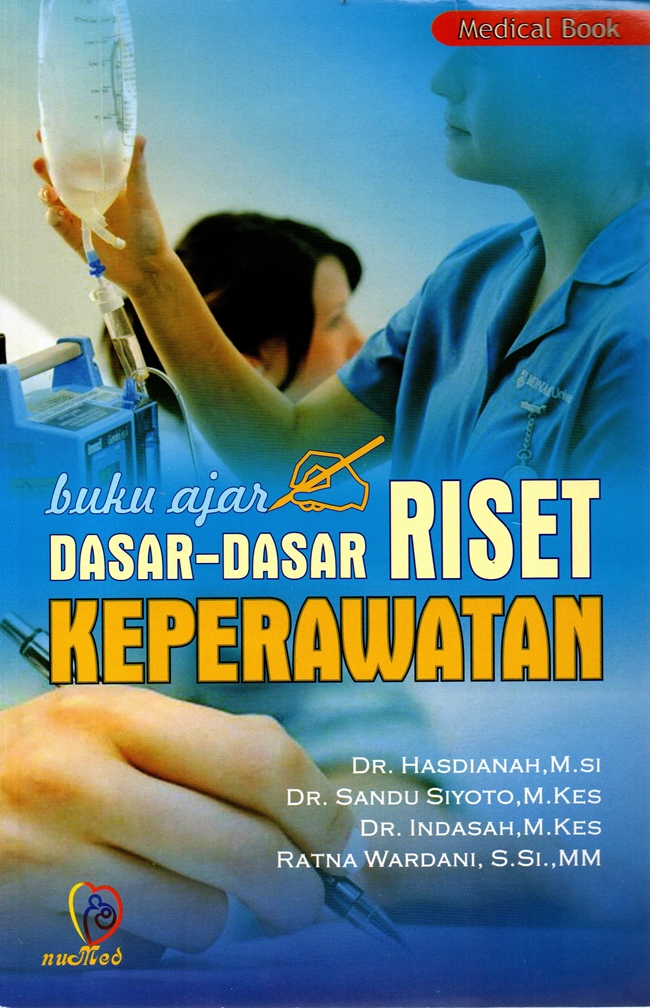 Medical Book
buku ajar
DASAR-DASAR RISET
KEPERAWATAN
DR. HASDIANAH,M.SI
DR. SANDU SIYOTO,M.KES
DR. INDASAH,M.KES
RATNA WARDANI, S.SI.,MM
nuMed